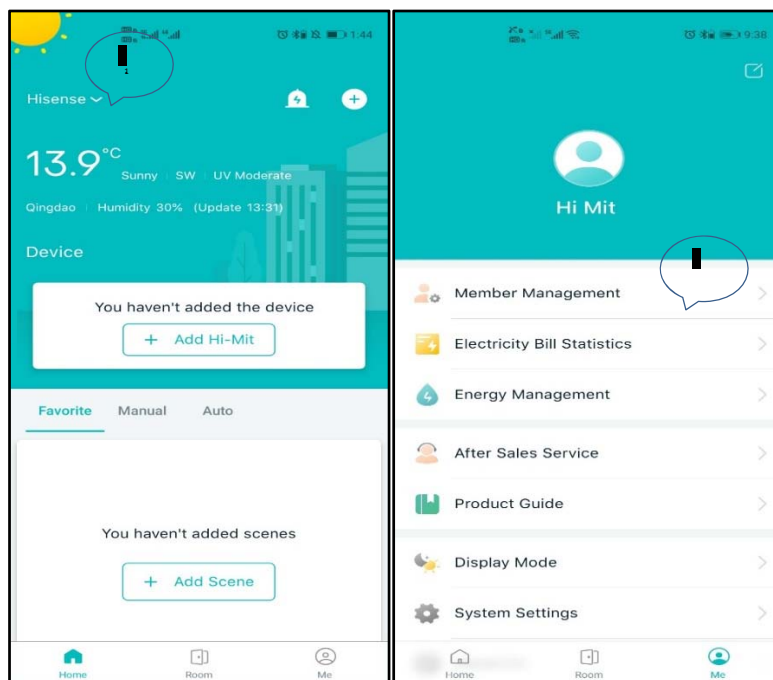 1:44
Hisense
13.9°C
Sunny SW UV Moderate
Qingdao Humidity 30% (Update 13:31)
Device
You haven't added the device
+ Add Hi-Mit
Favorite Manual Auto
You haven't added scenes
+ Add Scene
Home Room Me
9:38
Hi Mit
Member Management
Electricity Bill Statistics
Energy Management
After Sales Service
Product Guide
Display Mode
System Settings
Home Room Me